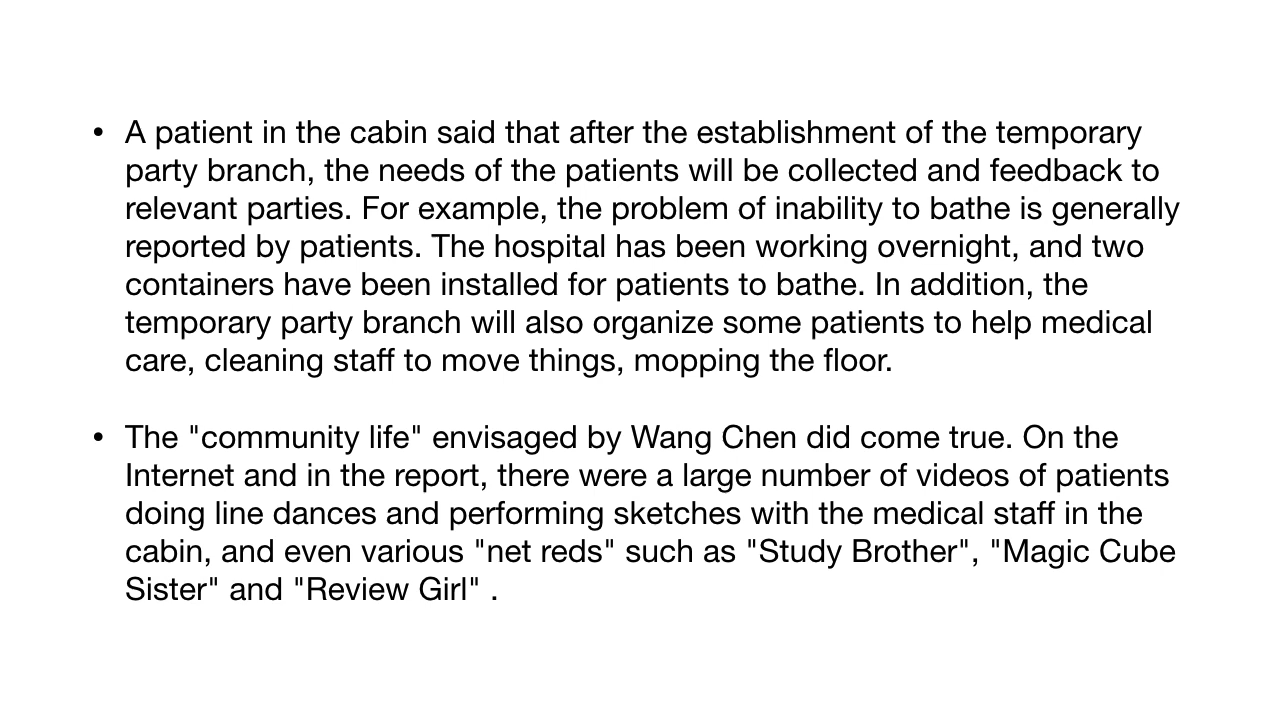 • A patient in the cabin said that after the establishment of the temporary
party branch, the needs of the patients will be collected and feedback to
relevant parties. For example, the problem of inability to bathe is generally
reported by patients. The hospital has been working overnight, and two
containers have been installed for patients to bathe. In addition, the
temporary party branch will also organize some patients to help medical
care, cleaning staff to move things, mopping the floor.
• The "community life" envisaged by Wang Chen did come true. On the
Internet and in the report, there were a large number of videos of patients
doing line dances and performing sketches with the medical staff in the
cabin, and even various "net reds" such as "Study Brother", "Magic Cube
Sister" and "Review Girl" .